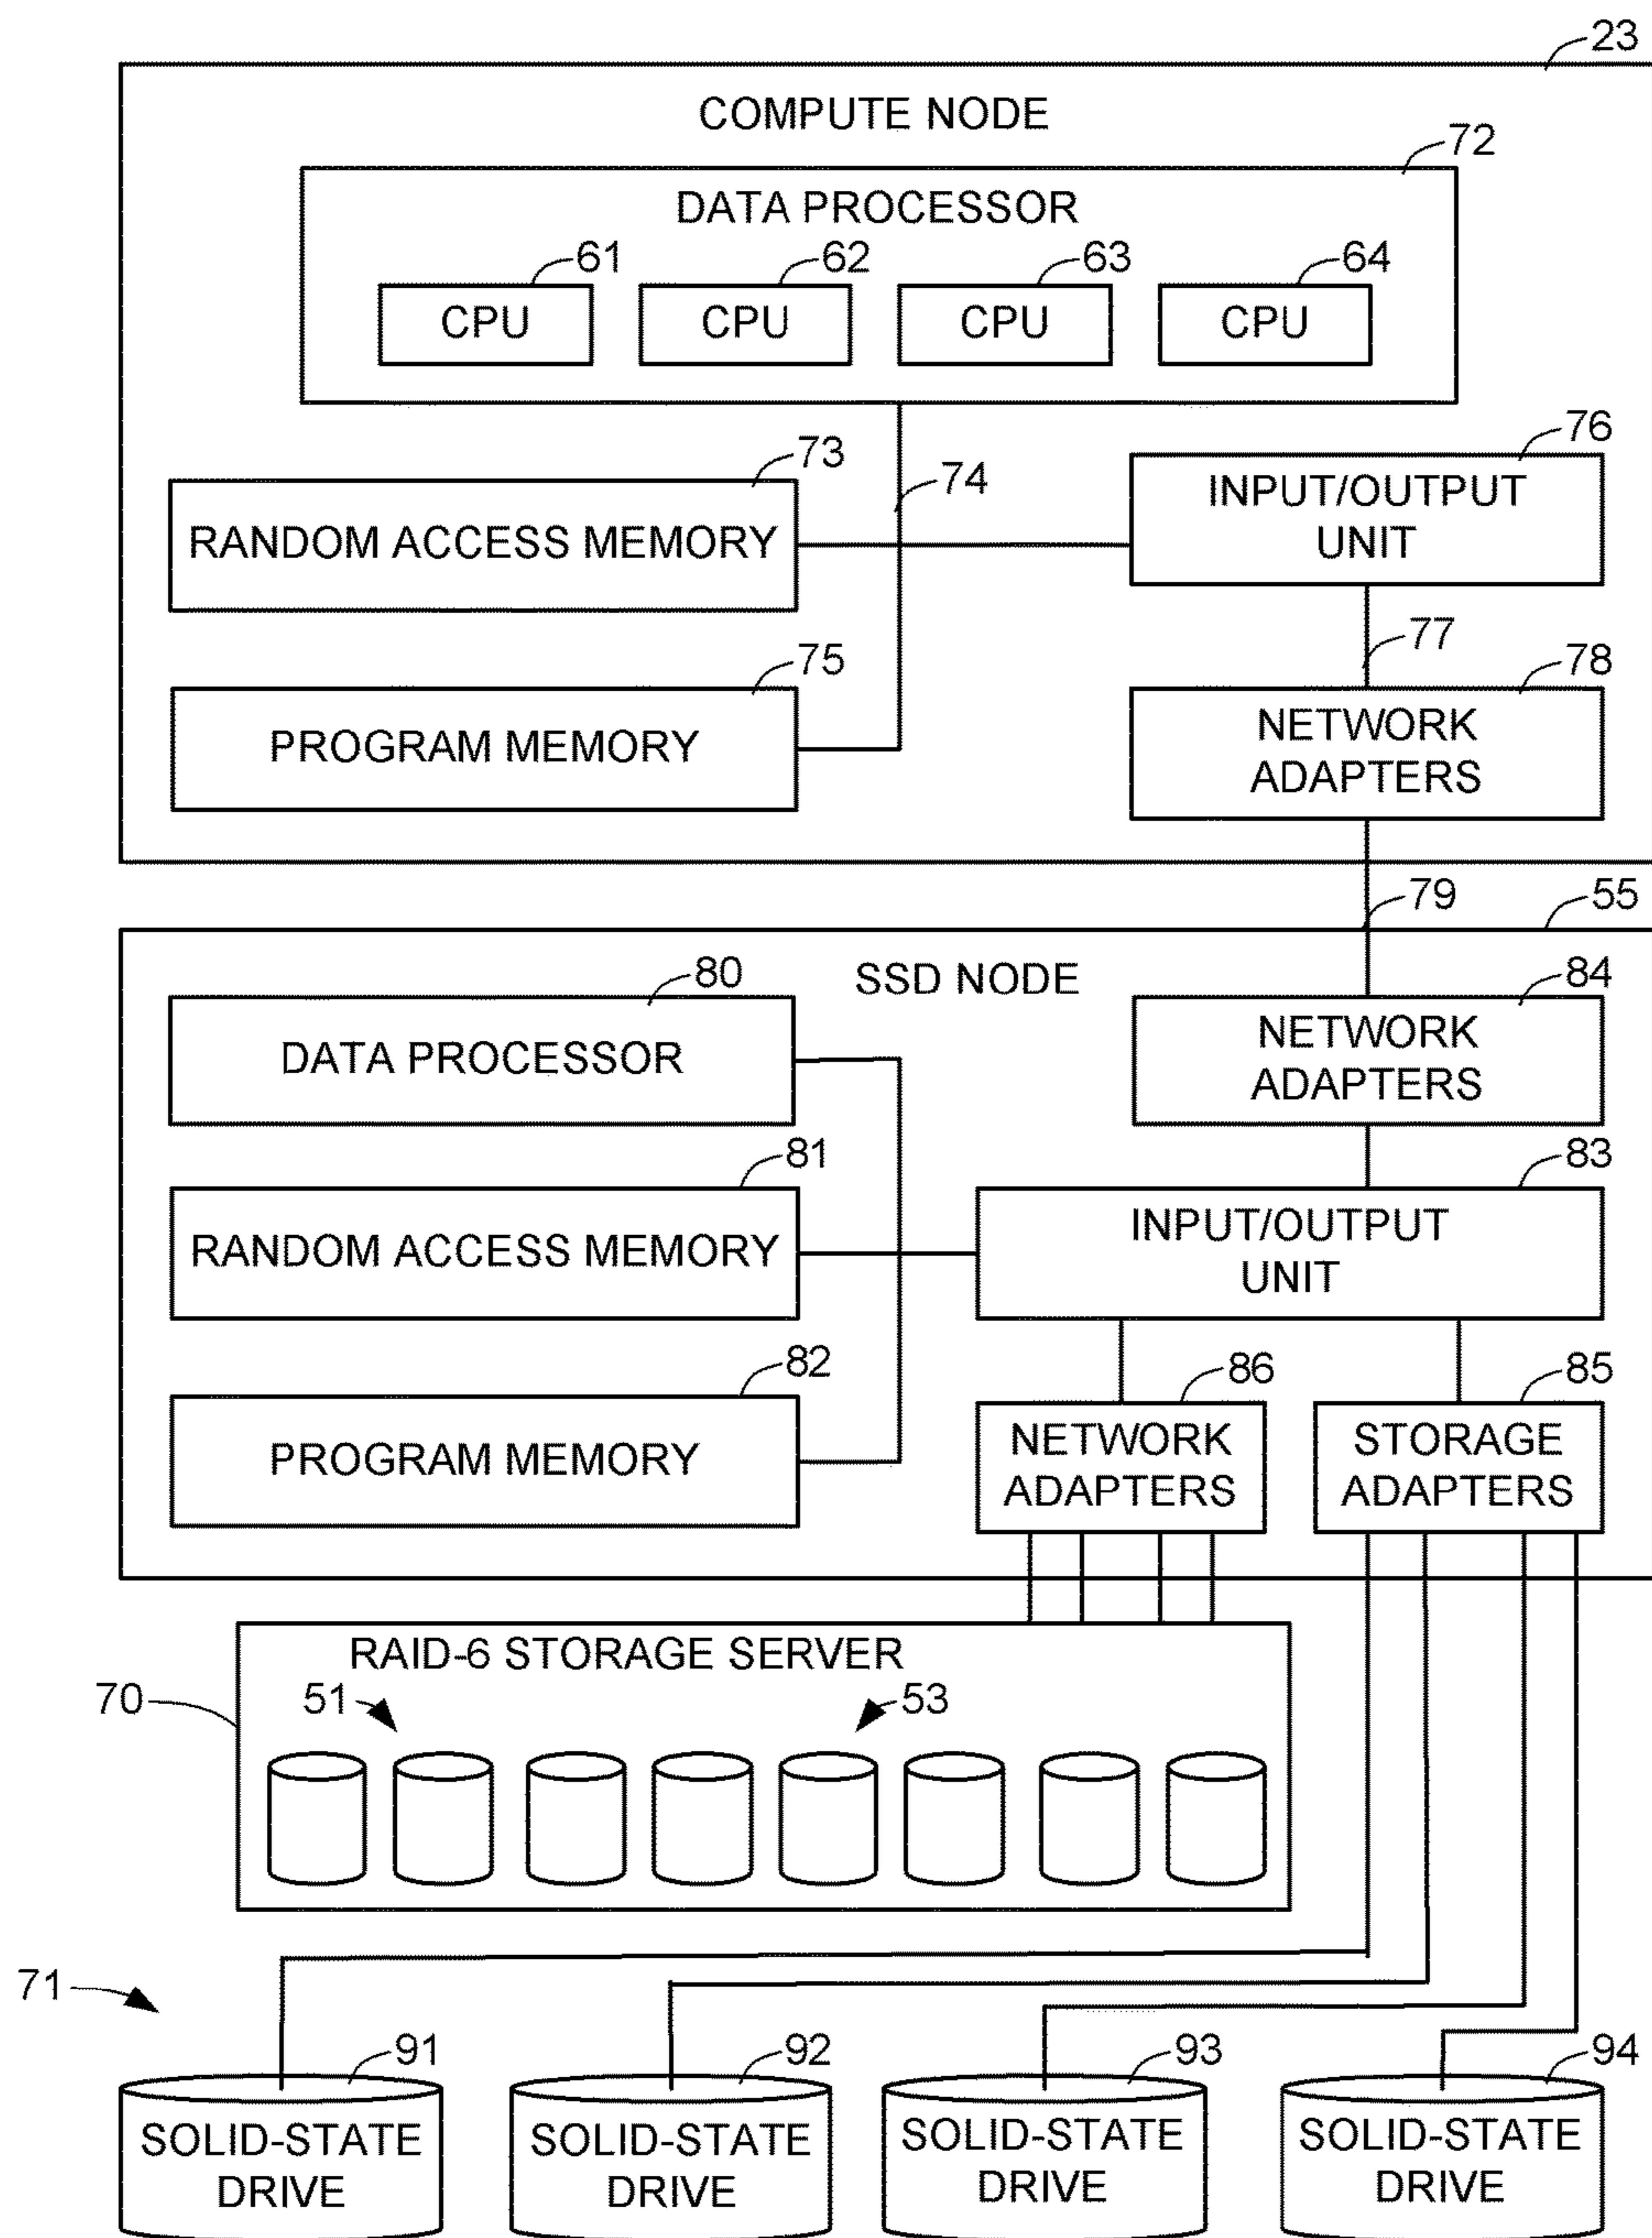 23
COMPUTE NODE
72
DATA PROCESSOR
61
62
63
64
CPU
CPU
CPU
CPU
73
74
76
RANDOM ACCESS MEMORY
INPUT/OUTPUT
UNIT
77
75
78
PROGRAM MEMORY
NETWORK
ADAPTERS
79
55
SSD NODE
80
84
DATA PROCESSOR
NETWORK
ADAPTERS
81
83
RANDOM ACCESS MEMORY
INPUT/OUTPUT
UNIT
82
86
85
PROGRAM MEMORY
NETWORK
ADAPTERS
STORAGE
ADAPTERS
RAID-6 STORAGE SERVER
70
51
53
71
91
92
93
94
SOLID-STATE
DRIVE
SOLID-STATE
DRIVE
SOLID-STATE
DRIVE
SOLID-STATE
DRIVE